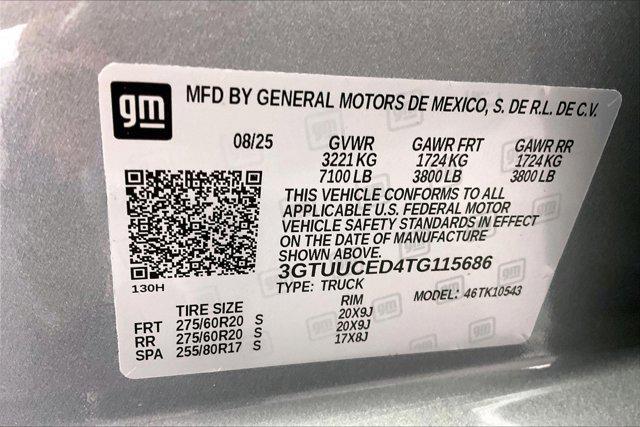 gm
MFD BY GENERAL MOTORS DE MEXICO, S. DE R.L. DE C.V.
08/25 GVWR GAWR FRT GAWR RR
3221 KG 1724 KG 1724 KG
7100 LB 3800 LB 3800 LB
THIS VEHICLE CONFORMS TO ALL
APPLICABLE U.S. FEDERAL MOTOR
VEHICLE SAFETY STANDARDS IN EFFECT
ON THE DATE OF MANUFACTURE
SHOWN ABOVE.
3GTUUCED4TG115686
130H
TYPE: TRUCK MODEL: 46TK10543
TIRE SIZE RIM
FRT 275/60R20 S 20X9J
RR 275/60R20 S 20X9J
SPA 255/80R17 S 17X8J